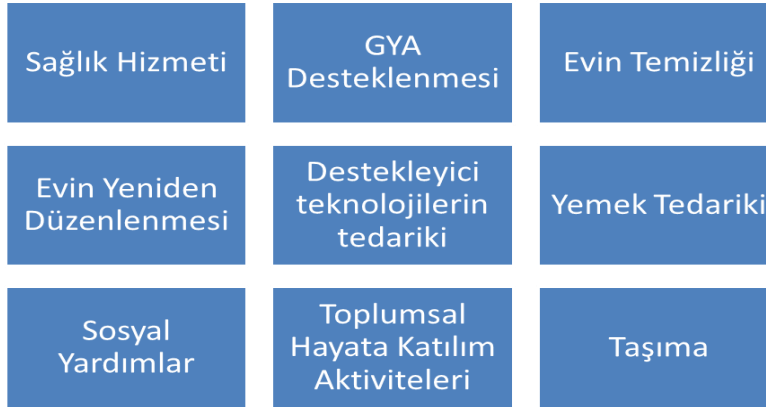 Sağlık Hizmeti
GYA
Desteklenmesi
Evin Temizliği
Evin Yeniden
Düzenlenmesi
Destekleyici
teknolojilerin
tedariki
Yemek Tedariki
Sosyal
Yardımlar
Toplumsal
Hayata Katılım
Aktiviteleri
Taşıma